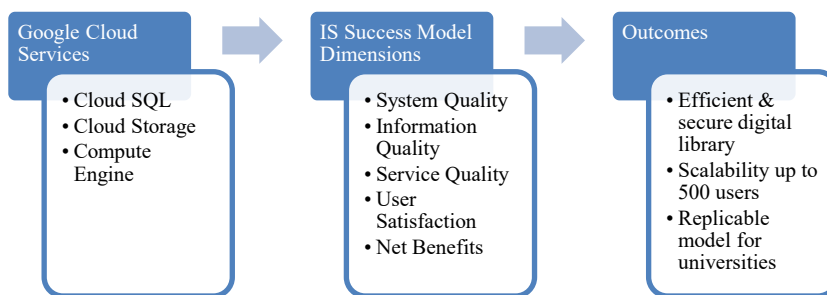 Google Cloud
Services
• Cloud SQL
• Cloud Storage
• Compute
Engine
IS Success Model
Dimensions
• System Quality
• Information
Quality
• Service Quality
• User
Satisfaction
• Net Benefits
Outcomes
• Efficient &
secure digital
library
• Scalability up to
500 users
• Replicable
model for
universities